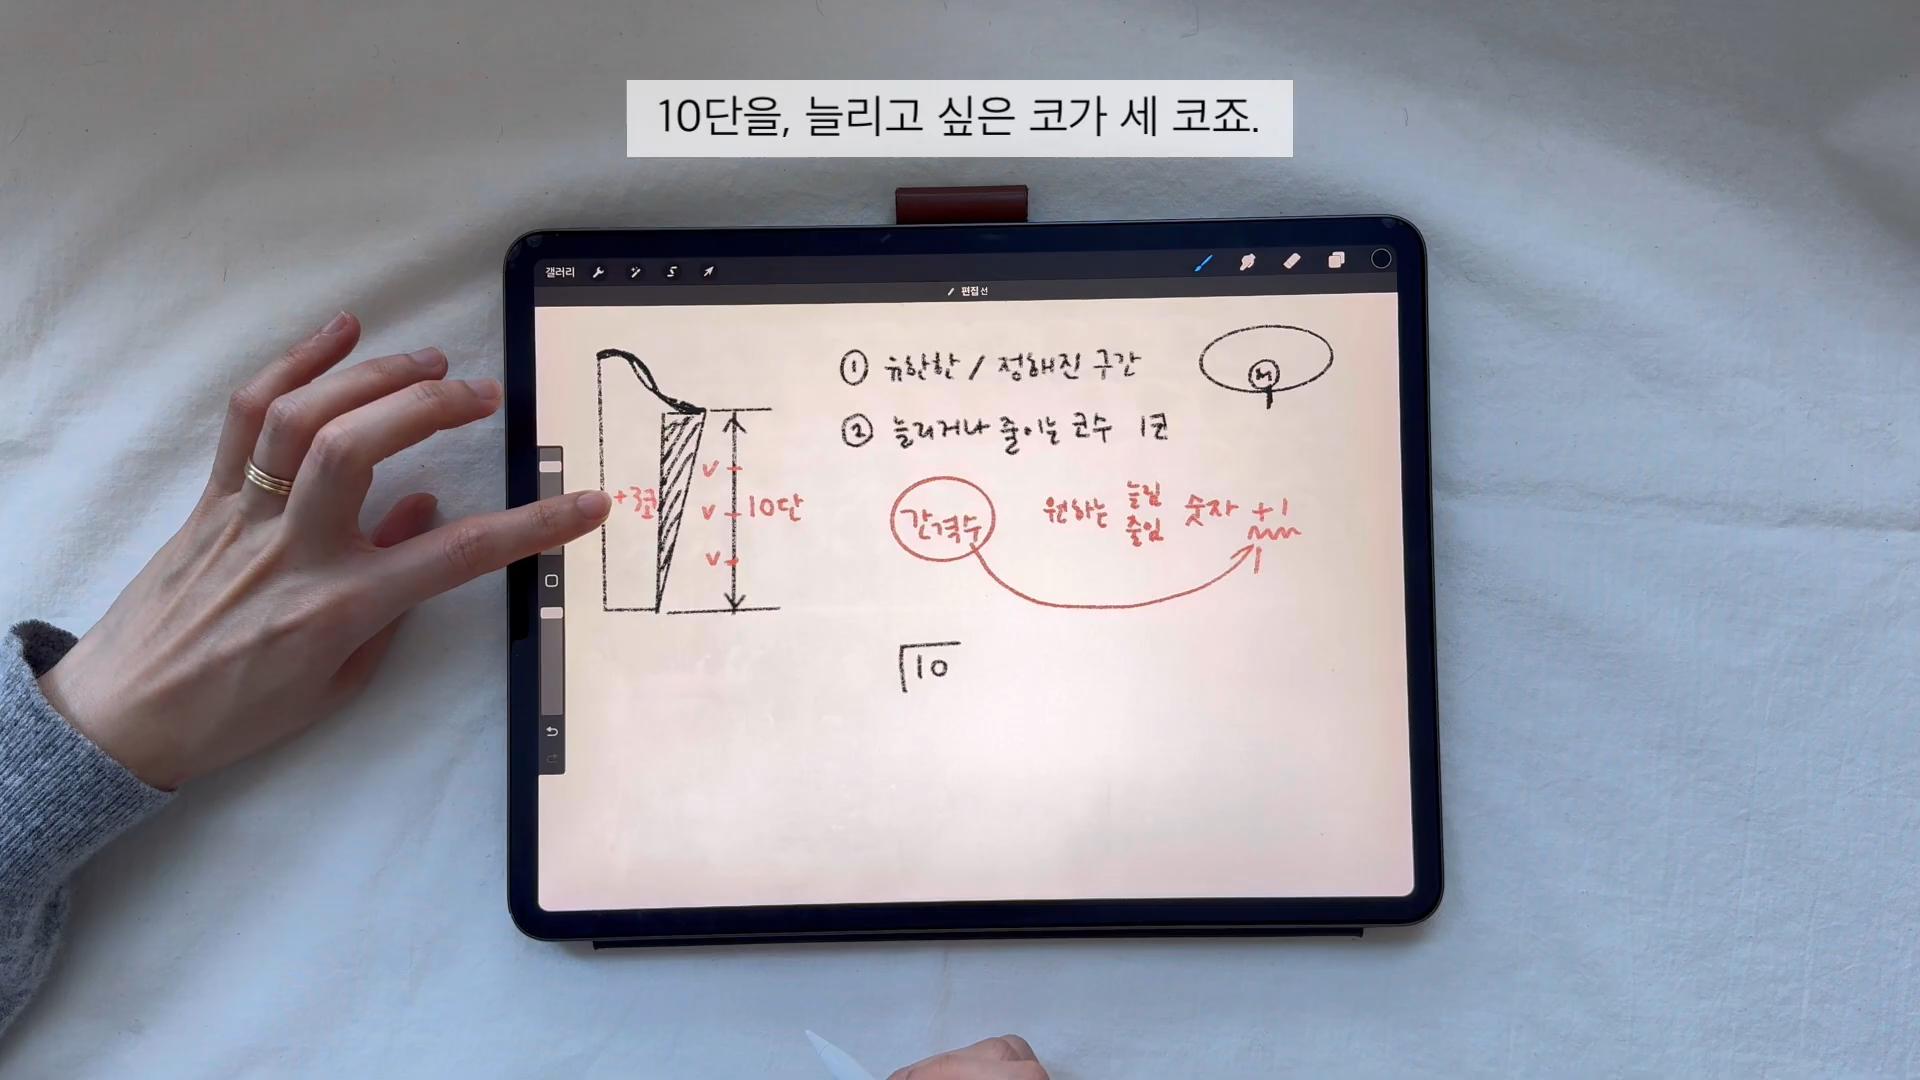 10단을, 늘리고 싶은 코가 세 코죠.
갤러리
편집 선
① 유한한 / 정해진 구간
② 늘리거나 줄이는 코수 1코
+3코
10단
v
v
v
간격수
원하는 늘림 줄임 숫자 +1
10